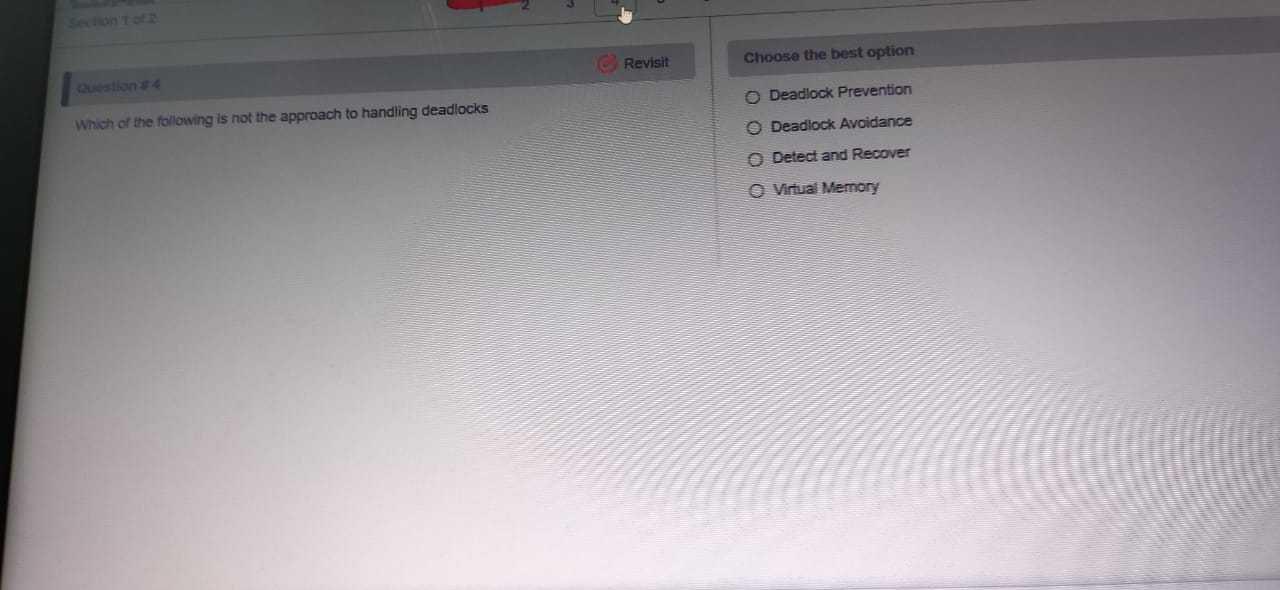 Section 1 of 2
2 3
Question # 4
Revisit
Which of the following is not the approach to handling deadlocks
Choose the best option
Deadlock Prevention
Deadlock Avoidance
Detect and Recover
Virtual Memory